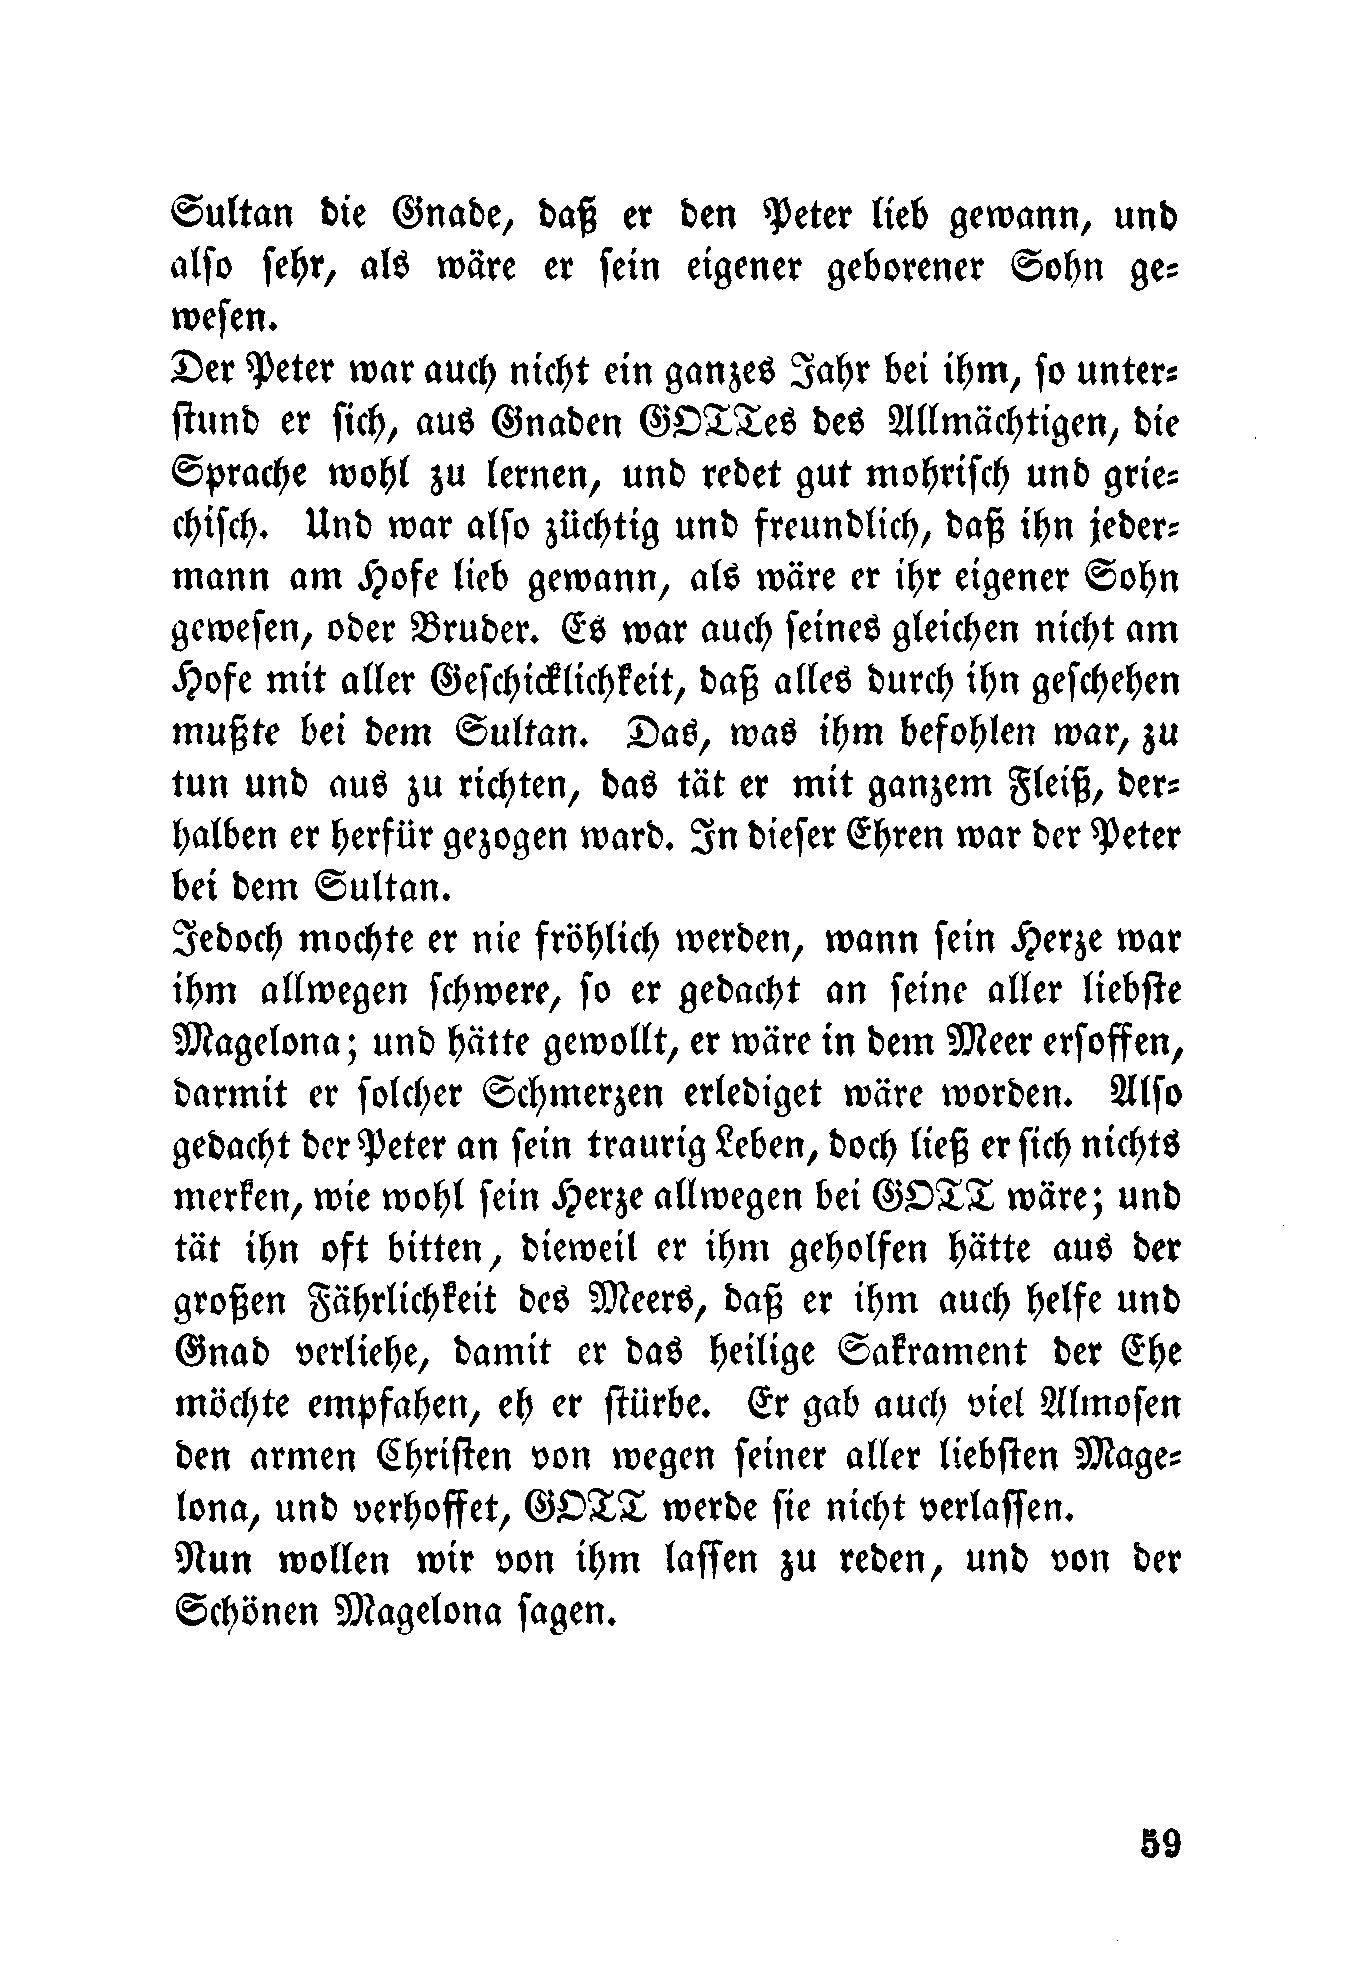 Sultan die Gnade, daß er den Peter lieb gewann, und
also sehr, als wäre er sein eigener geborener Sohn ge-
wesen.
Der Peter war auch nicht ein ganzes Jahr bei ihm, so unter-
stund er sich, aus Gnaden GOTTes des Allmächtigen, die
Sprache wohl zu lernen, und redet gut mohrisch und grie-
chisch. Und war also züchtig und freundlich, daß ihn jeder-
mann am Hofe lieb gewann, als wäre er ihr eigener Sohn
gewesen, oder Bruder. Es war auch seines gleichen nicht am
Hofe mit aller Geschicklichkeit, daß alles durch ihn geschehen
mußte bei dem Sultan. Das, was ihm befohlen war, zu
tun und aus zu richten, das tät er mit ganzem Fleiß, der-
halben er herfür gezogen ward. In dieser Ehren war der Peter
bei dem Sultan.
Jedoch mochte er nie fröhlich werden, wann sein Herze war
ihm allwegen schwere, so er gedacht an seine aller liebste
Magelona; und hätte gewollt, er wäre in dem Meer ersoffen,
darmit er solcher Schmerzen erlediget wäre worden. Also
gedacht der Peter an sein traurig Leben, doch ließ er sich nichts
merken, wie wohl sein Herze allwegen bei GOTT wäre; und
tät ihn oft bitten, dieweil er ihm geholfen hätte aus der
großen Fährlichkeit des Meers, daß er ihm auch helfe und
Gnad verliehe, damit er das heilige Sakrament der Ehe
möchte empfahen, eh er stürbe. Er gab auch viel Almosen
den armen Christen von wegen seiner aller liebsten Mage-
lona, und verhoffet, GOTT werde sie nicht verlassen.
Nun wollen wir von ihm lassen zu reden, und von der
Schönen Magelona sagen.
59